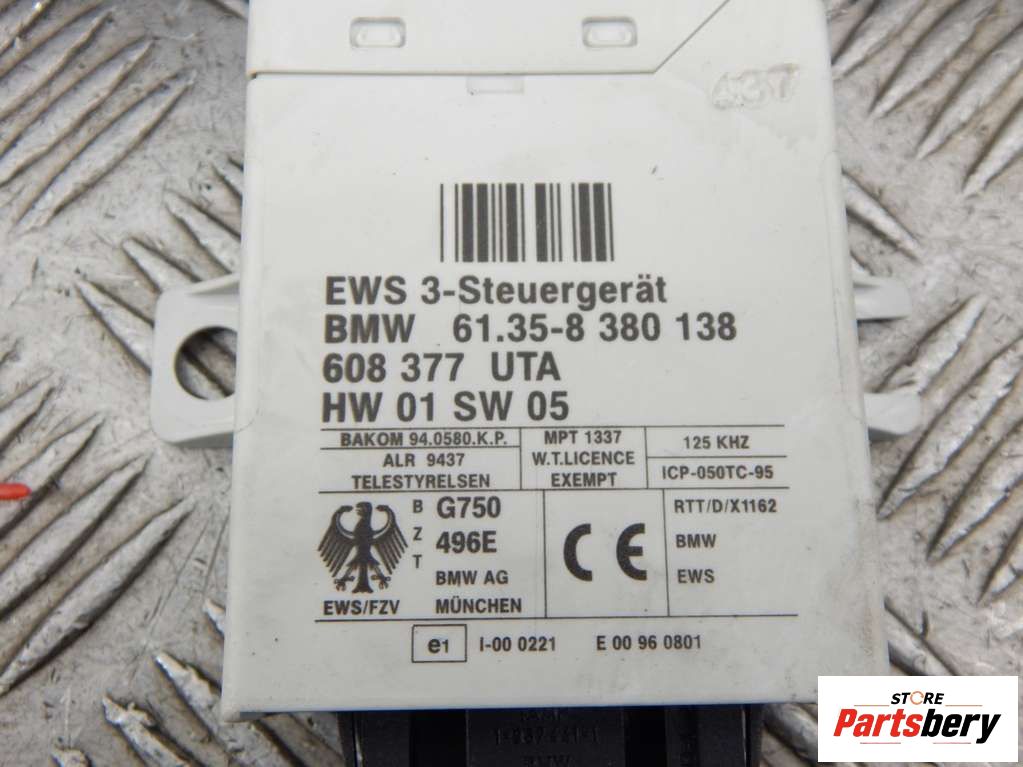 437
EWS 3-Steuergerät
BMW 61.35-8 380 138
608 377 UTA
HW 01 SW 05
BAKOM 94.0580.K.P.
ALR 9437
TELESTYRELSEN
MPT 1337
W.T.LICENCE
EXEMPT
125 KHZ
ICP-050TC-95
BZT
G750
496E
BMW AG
MÜNCHEN
EWS/FZV
CE
RTT/D/X1162
BMW
EWS
e1 I-00 0221 E 00 96 0801
STORE
Partsbery